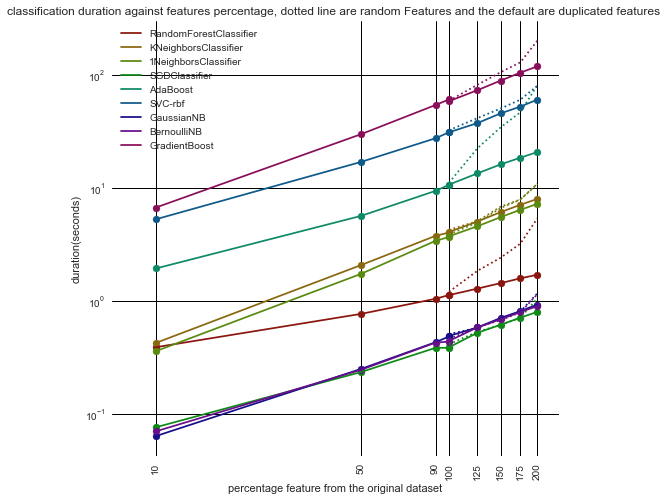 classification duration against features percentage, dotted line are random Features and the default are duplicated features
RandomForestClassifier
KNeighborsClassifier
1NeighborsClassifier
SGDClassifier
AdaBoost
SVC-rbf
GaussianNB
BernoulliNB
GradientBoost
duration(seconds)
10²
10¹
10⁰
10⁻¹
10
50
90
100
125
150
175
200
percentage feature from the original dataset